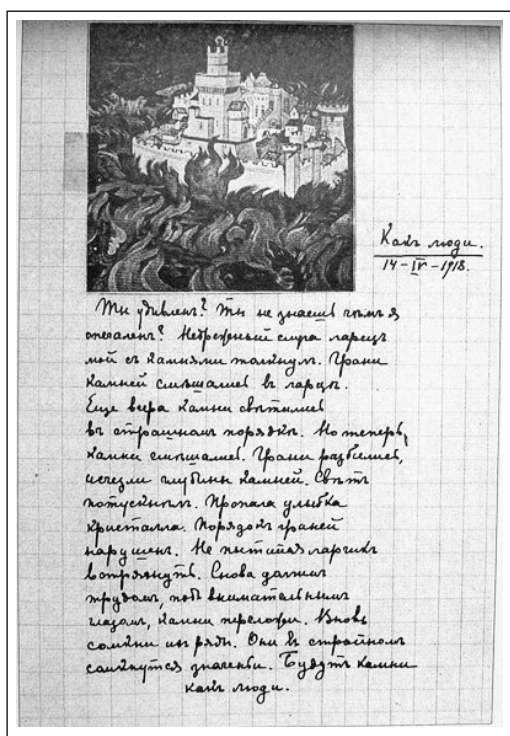 Какъ люди.
14-IV-1918.
Ты удивленъ? Ты не знаешь чѣмъ я
опечаленъ? Небрежный слуга ларецъ
мой съ камнями толкнулъ. Грани
камней смѣшались въ ларцѣ.
Еще вчера камни свѣтились
въ страшномъ порядкѣ. Но теперь,
камни смѣшались. Грани разбились,
исчезли глубины камней. Свѣтъ
потускнѣлъ. Пропала улыбка
кристалла. Порядокъ граней
нарушенъ. Не пытайся ларчикъ
встряхнуть. Снова долгимъ
трудомъ, подъ внимательнымъ
глазомъ, камни переложи. Вновь
сомкни их рядъ. Они въ стройномъ
сомкнутся значеньи. Будутъ камни
какъ люди.